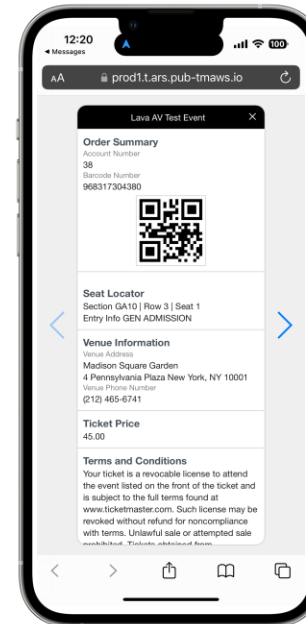 12:20
100
◀ Messages
AA
prod1.t.ars.pub-tmaws.io
Lava AV Test Event
Order Summary
Account Number
38
Barcode Number
968317304380
Seat Locator
Section GA10 | Row 3 | Seat 1
Entry Info GEN ADMISSION
Venue Information
Venue Address
Madison Square Garden
4 Pennsylvania Plaza New York, NY 10001
Venue Phone Number
(212) 465-6741
Ticket Price
45.00
Terms and Conditions
Your ticket is a revocable license to attend
the event listed on the front of the ticket and
is subject to the full terms found at
www.ticketmaster.com. Such license may be
revoked without refund for noncompliance
with terms. Unlawful sale or attempted sale
prohibited. Tickets obtained from